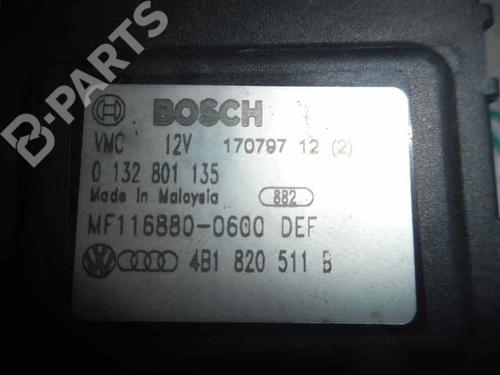 B-PARTS
BOSCH
VMC 12V 170797 12 (2)
0 132 801 135
Made in Malaysia 882
MF116880-0600 DEF
4B1 820 511 B